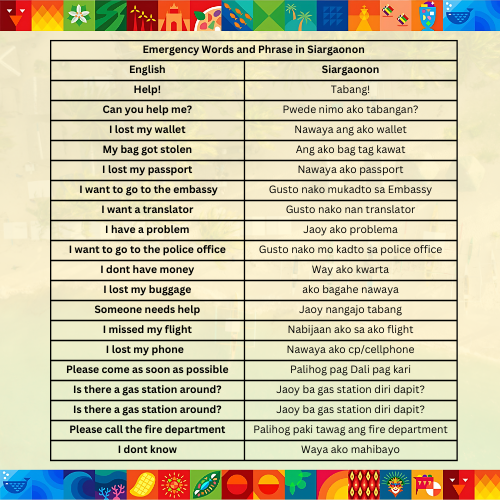 Emergency Words and Phrase in Siargaonon
English Siargaonon
Help! Tabang!
Can you help me? Pwede nimo ako tabangan?
I lost my wallet Nawaya ang ako wallet
My bag got stolen Ang ako bag tag kawat
I lost my passport Nawaya ako passport
I want to go to the embassy Gusto nako mukadto sa Embassy
I want a translator Gusto nako nan translator
I have a problem Jaoy ako problema
I want to go to the police office Gusto nako mo kadto sa police office
I dont have money Way ako kwarta
I lost my buggage ako bagahe nawaya
Someone needs help Jaoy nangajo tabang
I missed my flight Nabijaan ako sa ako flight
I lost my phone Nawaya ako cp/cellphone
Please come as soon as possible Palihog pag Dali pag kari
Is there a gas station around? Jaoy ba gas station diri dapit?
Is there a gas station around? Jaoy ba gas station diri dapit?
Please call the fire department Palihog paki tawag ang fire department
I dont know Waya ako mahibayo